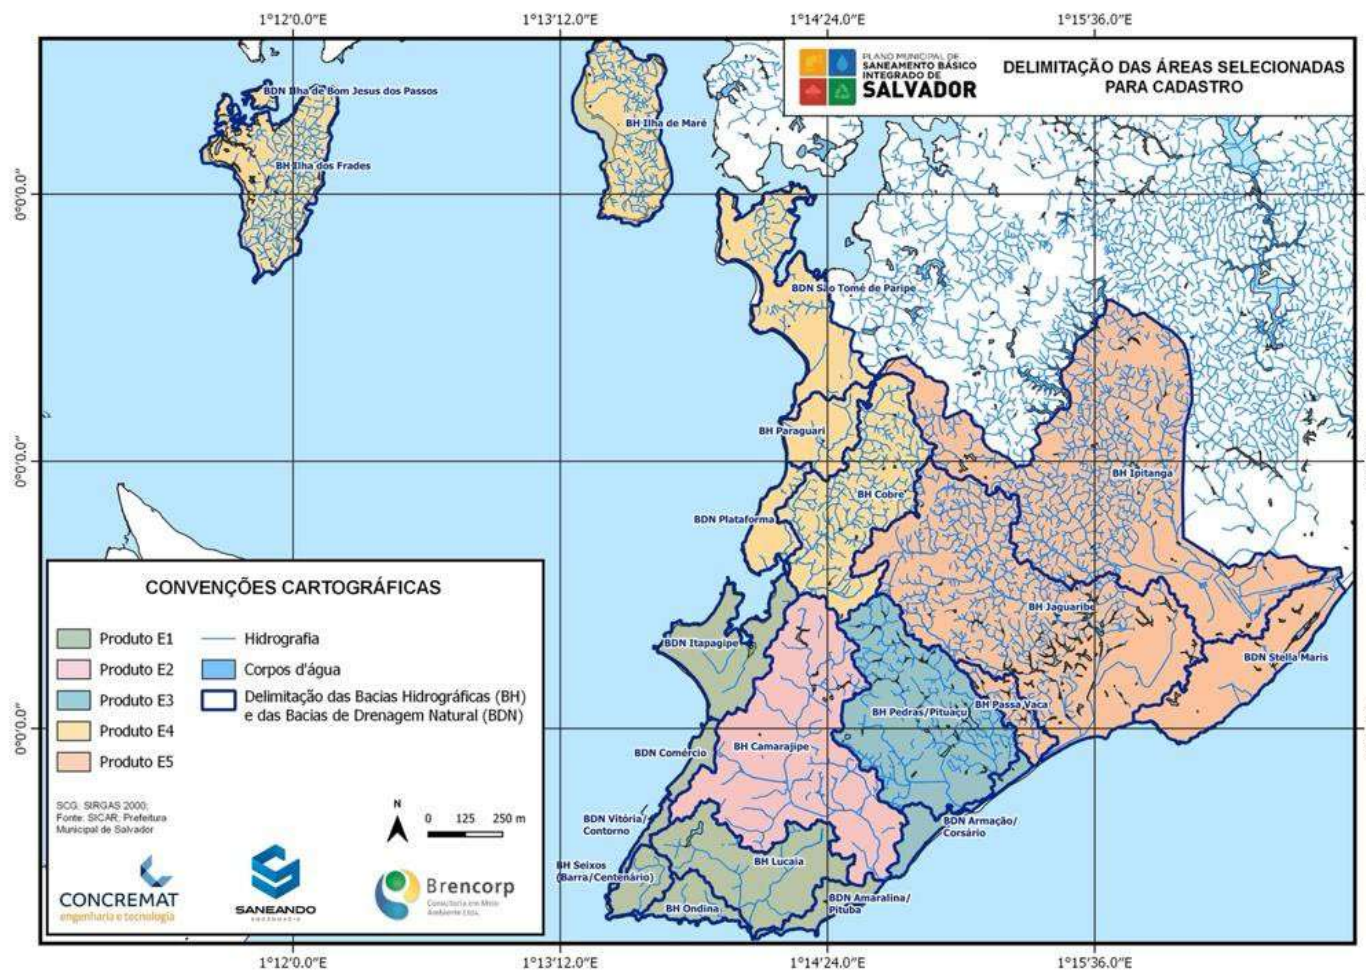 1°12'0.0"
1°13'12.0"
1°14'24.0"E
1°15'36.0"E
PLANO MUNICIPAL DE
SANEAMENTO BÁSICO
INTEGRADO DE
SALVADOR
DELIMITAÇÃO DAS ÁREAS SELECIONADAS
PARA CADASTRO
BDN Ilha de Bom Jesus dos Passos
BH Ilha de Maré
BH Ilha dos Frades
0°0'0.0"
BDN São Tomé de Paripe
BH Paraguari
0°0'0.0"
BH Ipitanga
BH Cobre
BDN Plataforma
BH Jaguaribe
BDN Itapagipe
BDN Stella Maris
BH Passa Vaca
BH Pedras/Pituaçu
0°0'0.0"
BH Camarajipe
BDN Comércio
BDN Vitória/
Contorno
BDN Armação/
Corsário
BH Lucaia
BH Seixos
(Barra/Centenário)
BDN Amaralina/
Pituba
BH Ondina
CONVENÇÕES CARTOGRÁFICAS
Produto E1
Produto E2
Produto E3
Produto E4
Produto E5
Hidrografia
Corpos d'água
Delimitação das Bacias Hidrográficas (BH)
e das Bacias de Drenagem Natural (BDN)
SCG: SIRGAS 2000;
Fonte: SICAR; Prefeitura
Municipal de Salvador
N
0 125 250 m
CONCREMAT
engenharia e tecnologia
SANEANDO
ENGENHARIA
Brencorp
Consultoria em Meio
Ambiente Ltda.
1°12'0.0"E
1°13'12.0"E
1°14'24.0"E
1°15'36.0"E